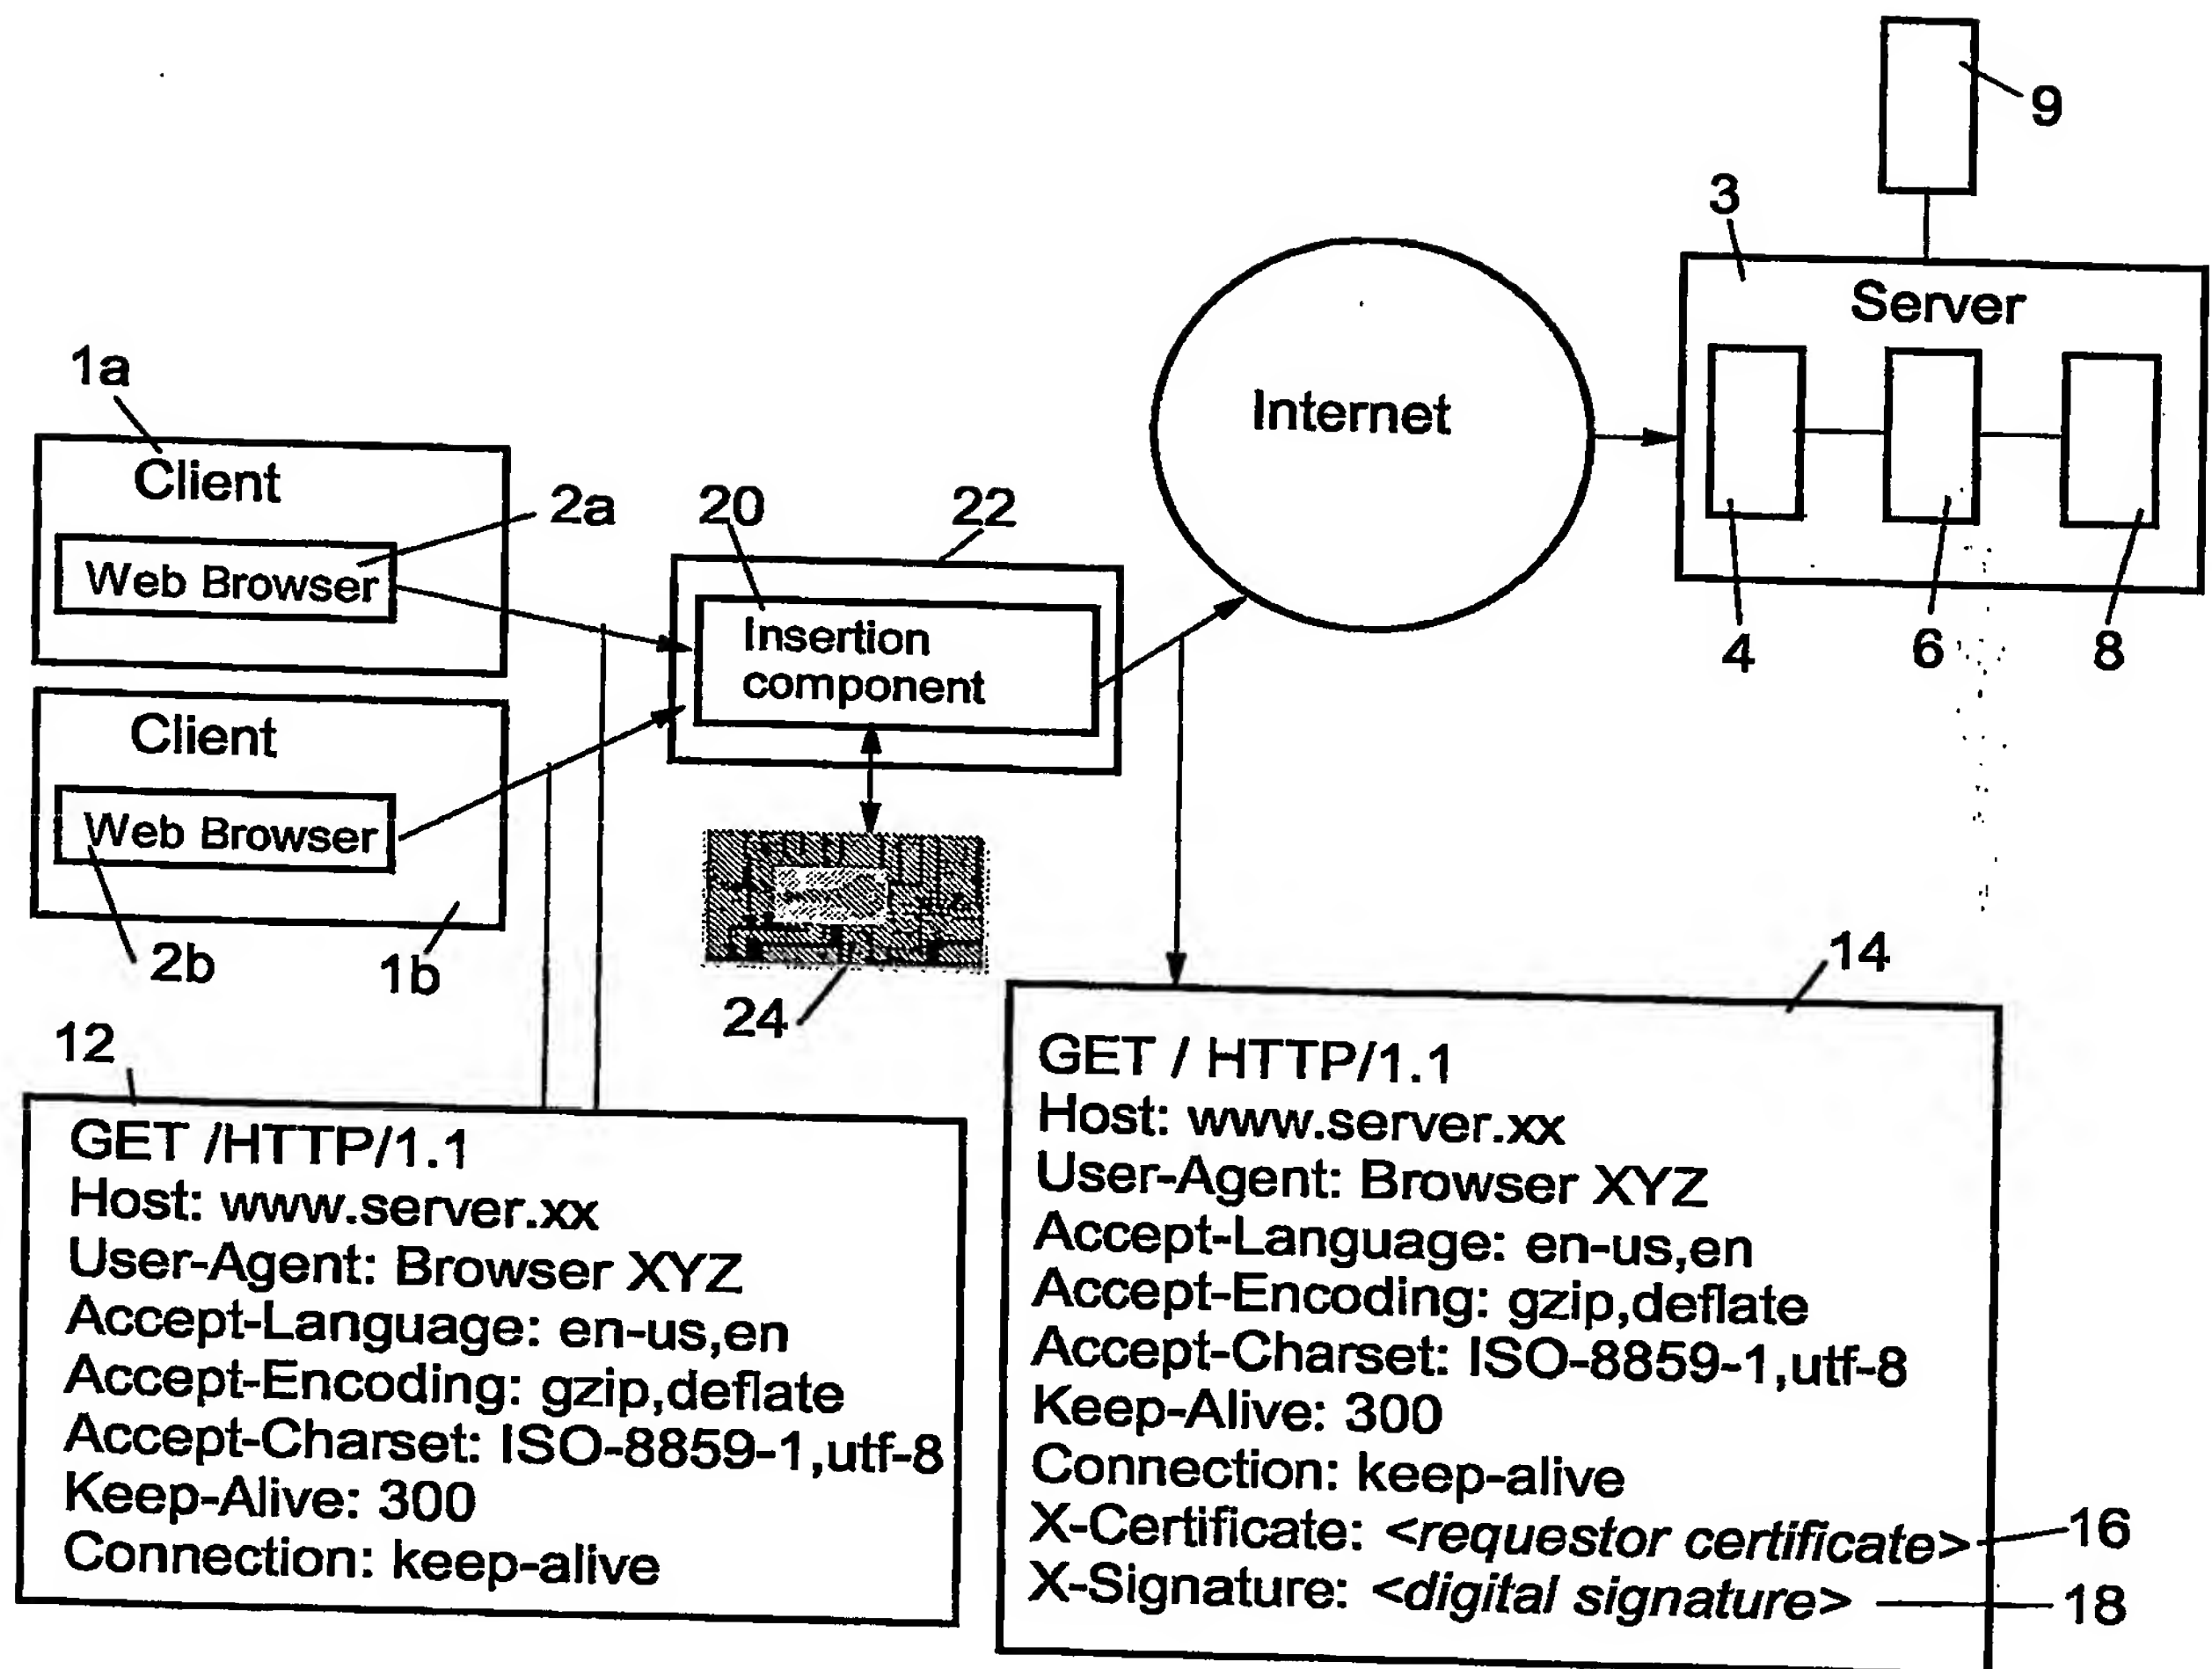 9
3
Server
4
6
8
Internet
1a
Client
2a
Web Browser
20
22
Insertion
component
Client
Web Browser
2b
1b
24
12
GET /HTTP/1.1
Host: www.server.xx
User-Agent: Browser XYZ
Accept-Language: en-us,en
Accept-Encoding: gzip,deflate
Accept-Charset: ISO-8859-1,utf-8
Keep-Alive: 300
Connection: keep-alive
14
GET / HTTP/1.1
Host: www.server.xx
User-Agent: Browser XYZ
Accept-Language: en-us,en
Accept-Encoding: gzip,deflate
Accept-Charset: ISO-8859-1,utf-8
Keep-Alive: 300
Connection: keep-alive
X-Certificate: <requestor certificate>
16
X-Signature: <digital signature>
18